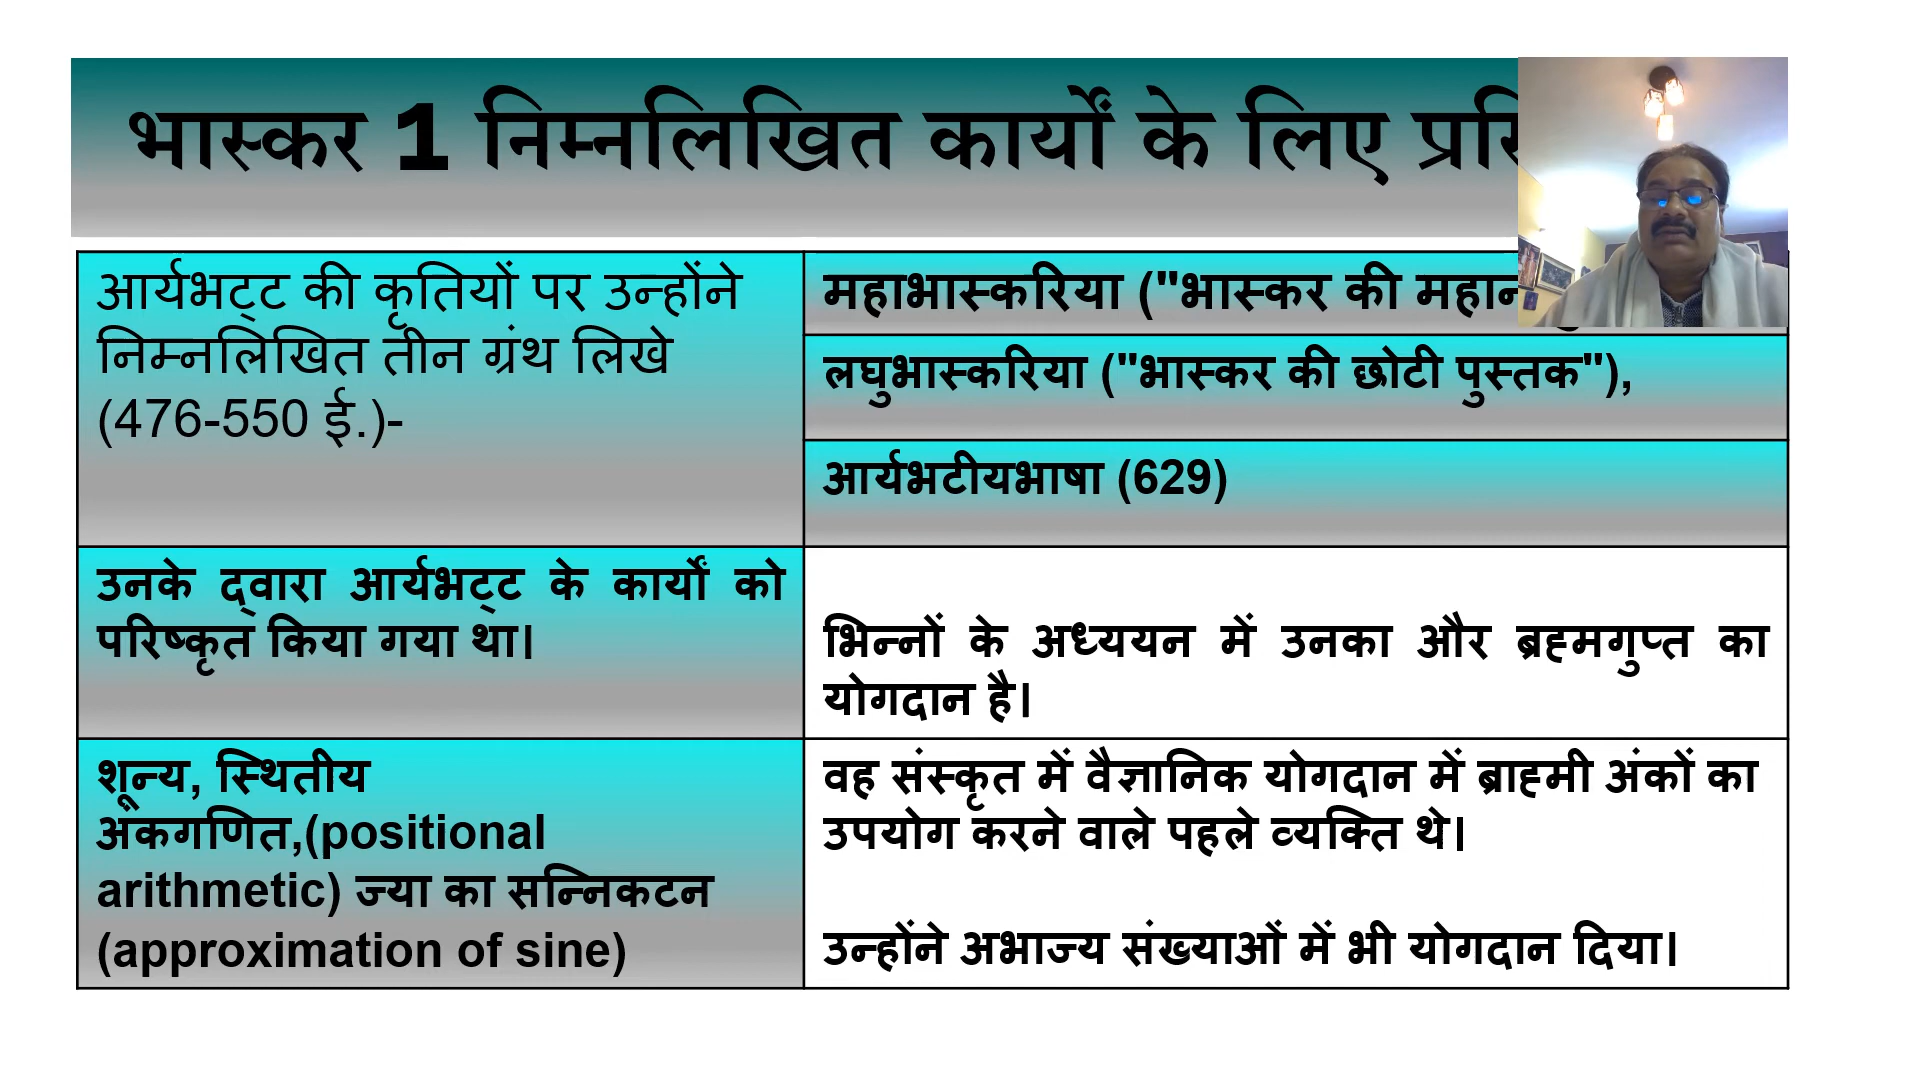 भास्कर 1 निम्नलिखित कार्यों के लिए
आर्यभट्ट की कृतियों पर उन्होंने
निम्नलिखित तीन ग्रंथ लिखे
(476-550 ई.)-
महाभास्करिया ("भास्कर की
लघुभास्करिया ("भास्कर की छोटी पुस्तक"),
आर्यभटीयभाषा (629)
उनके द्वारा आर्यभट्ट के कार्यों को
परिष्कृत किया गया था।
भिन्नों के अध्ययन में उनका और ब्रह्मगुप्त का
योगदान है।
शून्य, स्थितीय
अंकगणित,(positional
arithmetic) ज्या का सन्निकटन
(approximation of sine)
वह संस्कृत में वैज्ञानिक योगदान में ब्राह्मी अंकों का
उपयोग करने वाले पहले व्यक्ति थे।
उन्होंने अभाज्य संख्याओं में भी योगदान दिया।